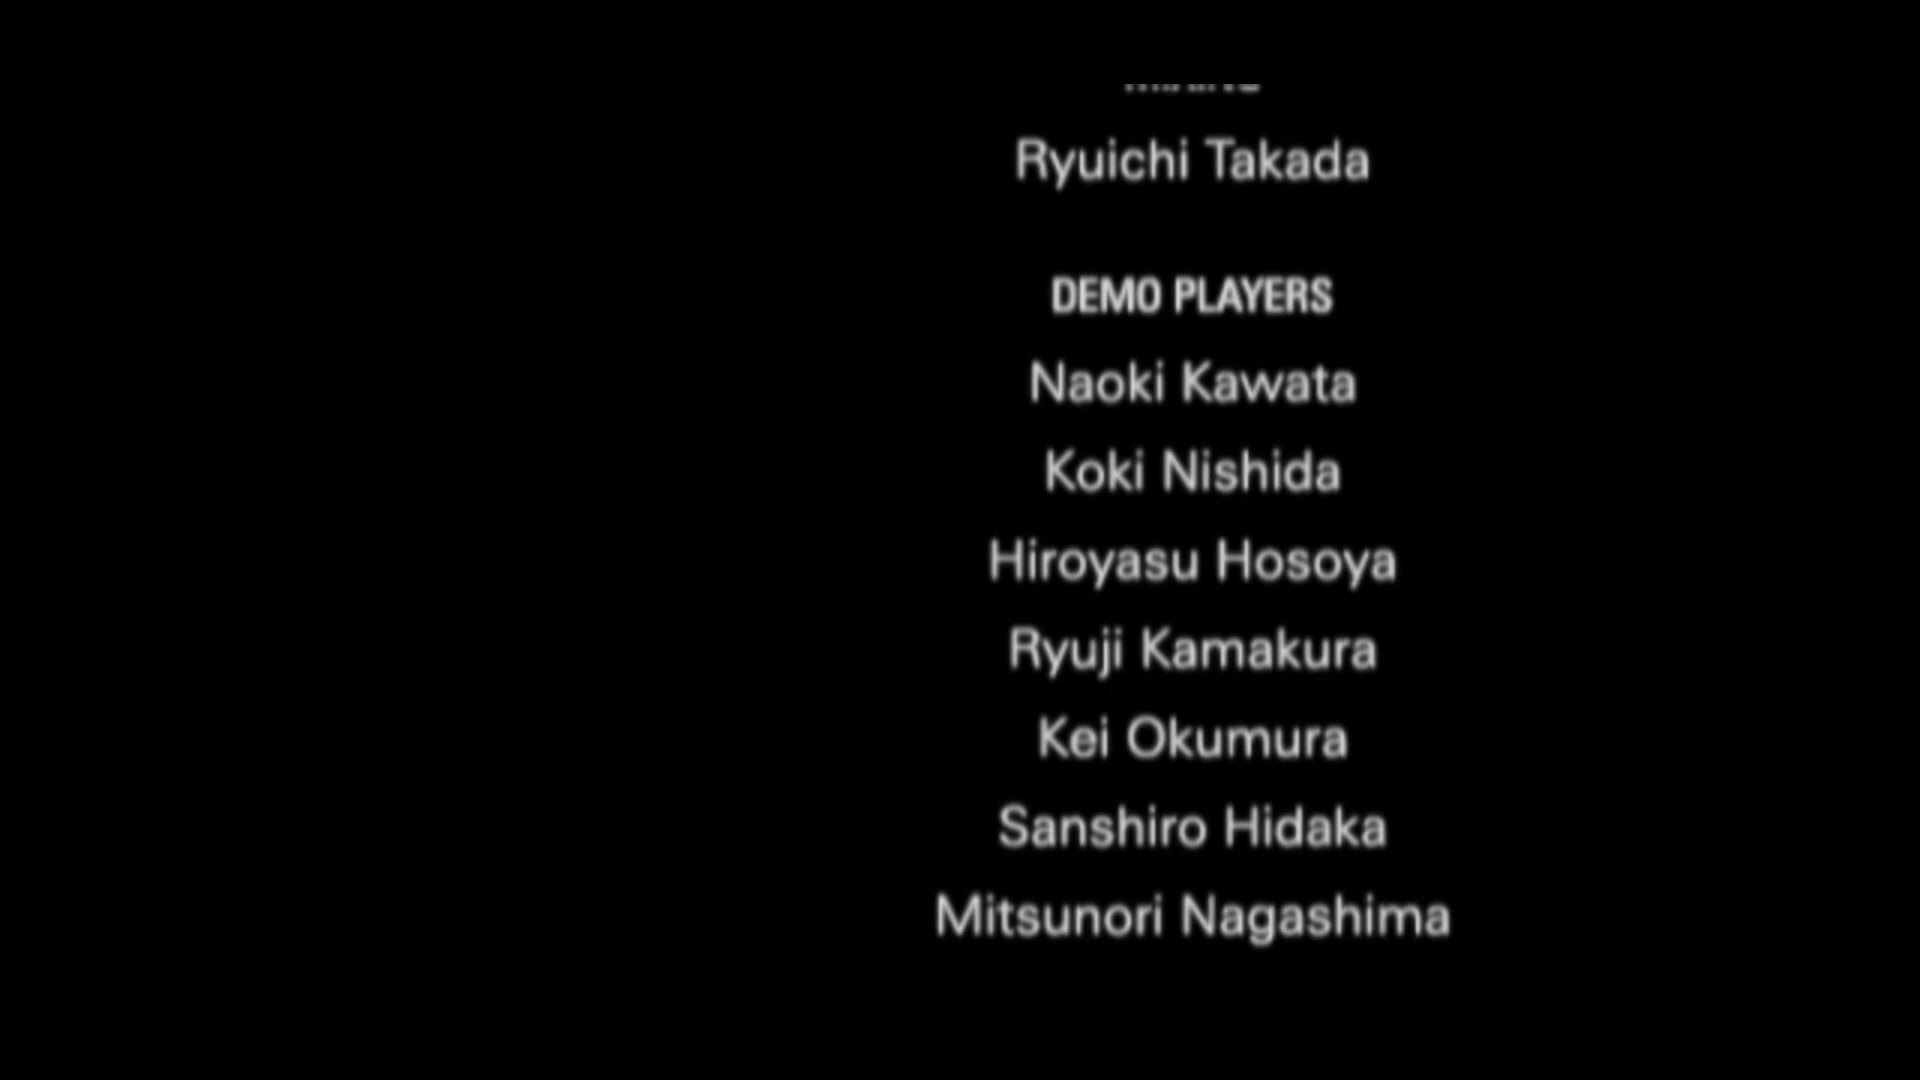 Ryuichi Takada
DEMO PLAYERS
Naoki Kawata
Koki Nishida
Hiroyasu Hosoya
Ryuji Kamakura
Kei Okumura
Sanshiro Hidaka
Mitsunori Nagashima